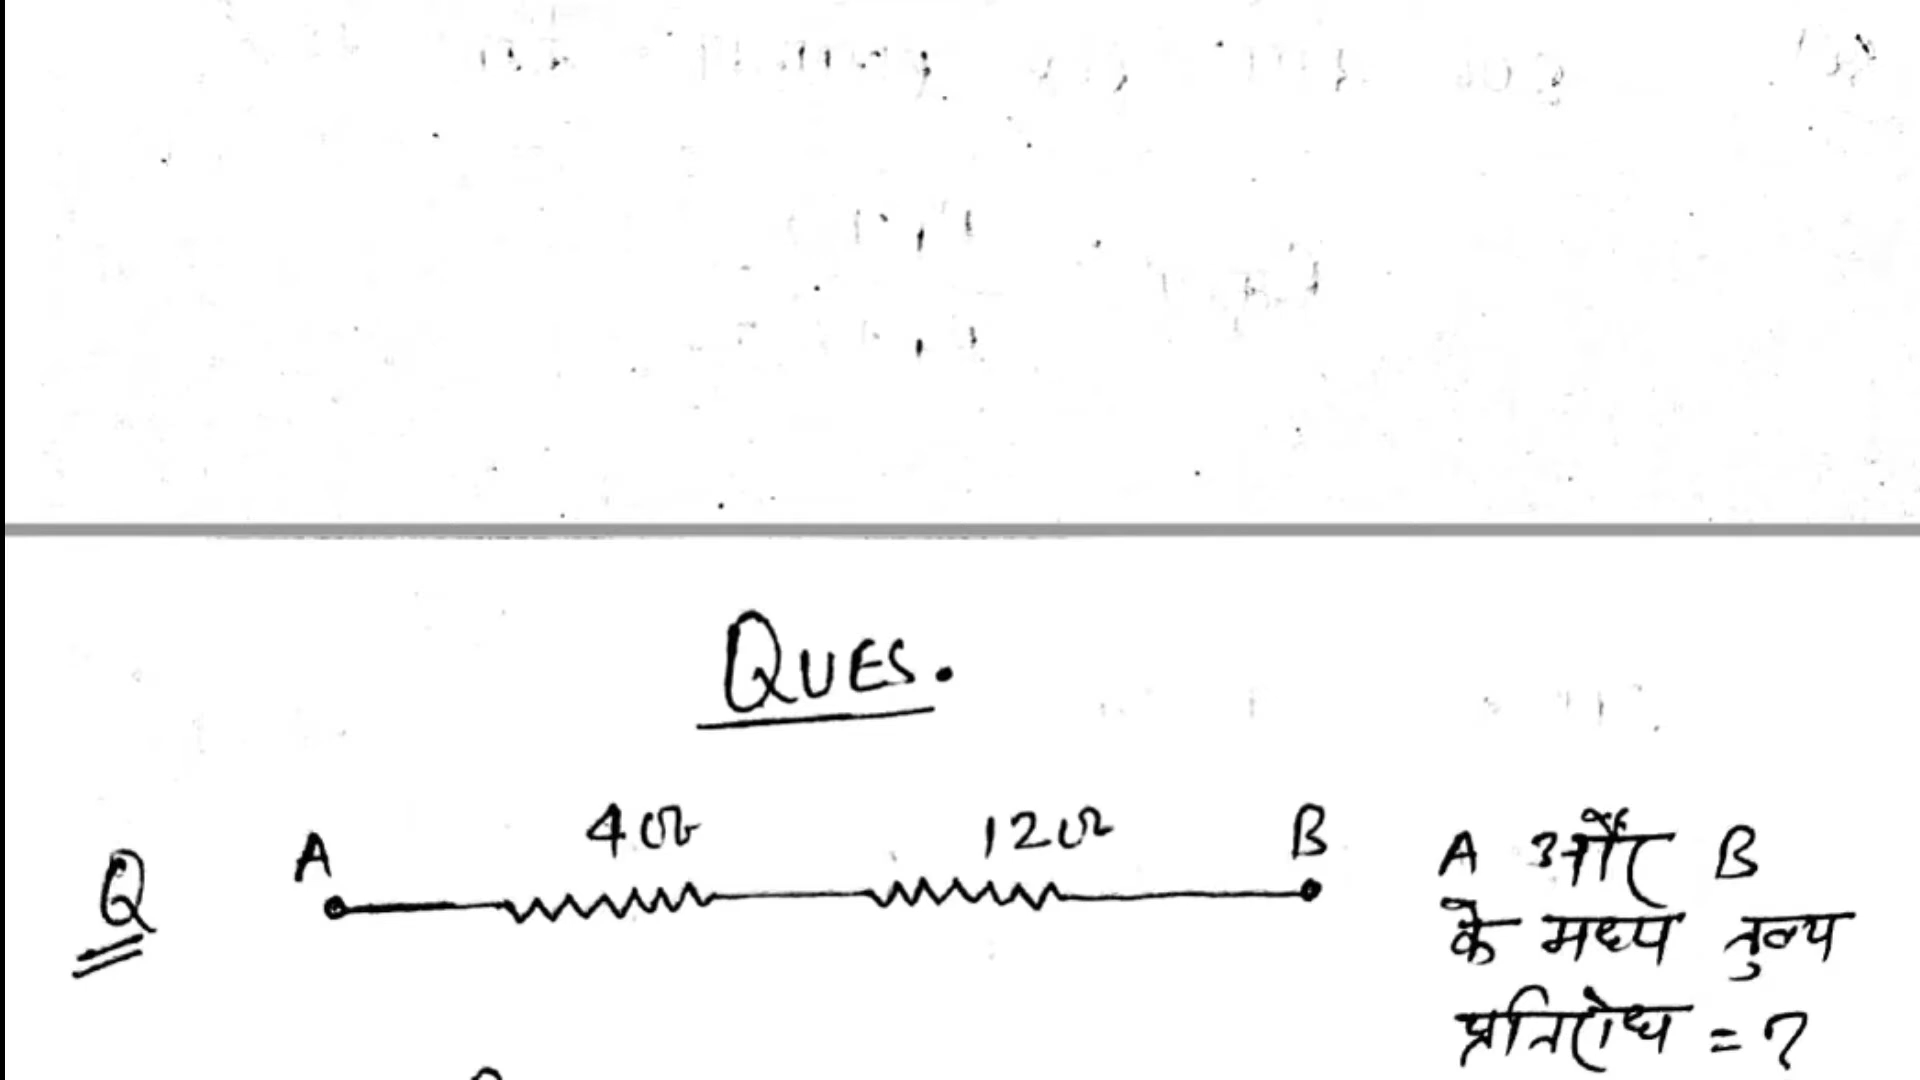 QUES.
Q A 4Ω 12Ω B
A और B
के मध्य तुल्य
प्रतिरोध = ?